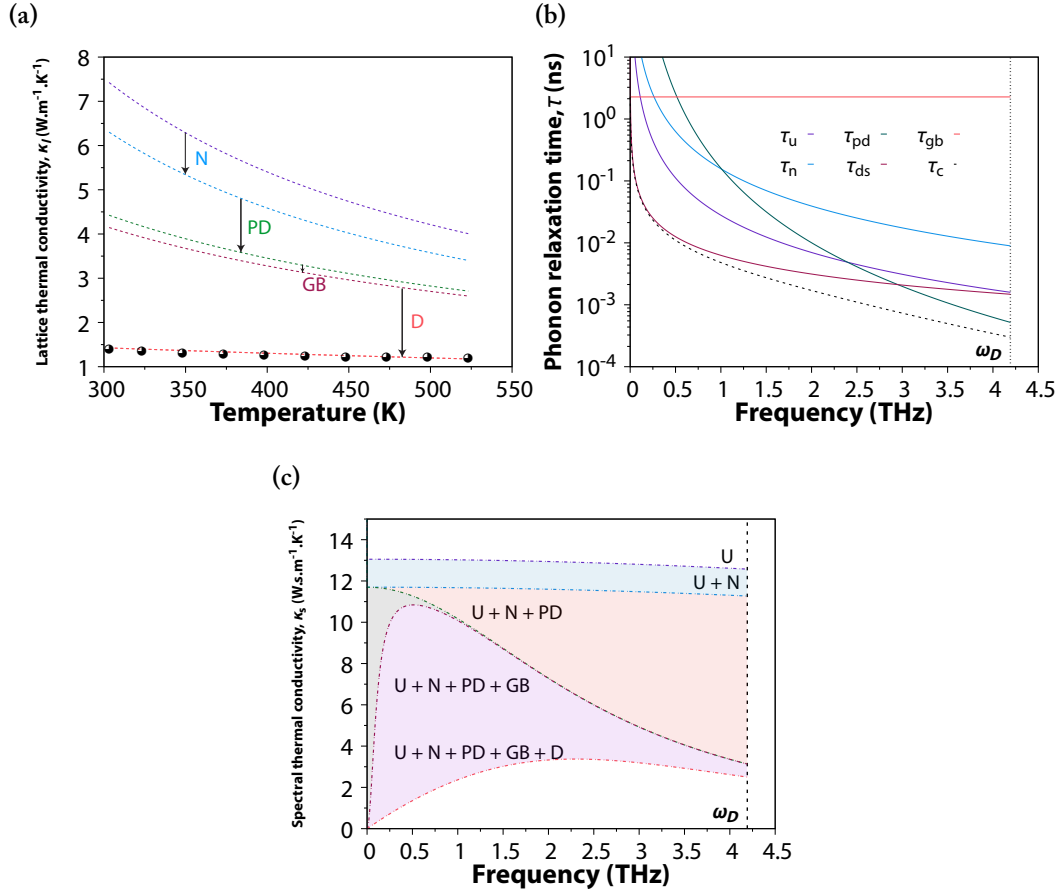 (a)
Lattice thermal conductivity, κl (W.m⁻¹.K⁻¹)
8
7
6
5
4
3
2
1
N
PD
GB
D
300 350 400 450 500 550
Temperature (K)
(b)
Phonon relaxation time, τ (ns)
10¹
10⁰
10⁻¹
10⁻²
10⁻³
10⁻⁴
τu τpd τgb
τn τds τc
ωD
0 0.5 1 1.5 2 2.5 3 3.5 4 4.5
Frequency (THz)
(c)
Spectral thermal conductivity, κs (W.s.m⁻¹.K⁻¹)
14
12
10
8
6
4
2
0
U
U + N
U + N + PD
U + N + PD + GB
U + N + PD + GB + D
ωD
0 0.5 1 1.5 2 2.5 3 3.5 4 4.5
Frequency (THz)